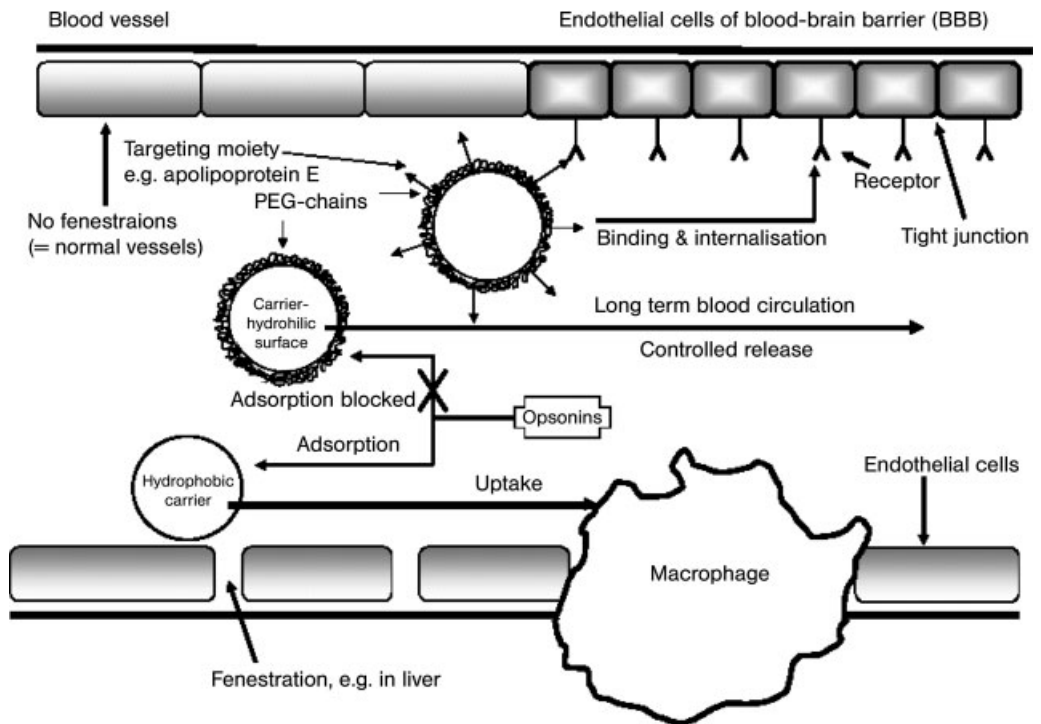 Blood vessel
Endothelial cells of blood-brain barrier (BBB)
Targeting moiety
e.g. apolipoprotein E
PEG-chains
Receptor
No fenestraions
(= normal vessels)
Binding & internalisation
Tight junction
Carrier-
hydrohilic
surface
Long term blood circulation
Controlled release
Adsorption blocked
Opsonins
Adsorption
Hydrophobic
carrier
Uptake
Endothelial cells
Macrophage
Fenestration, e.g. in liver